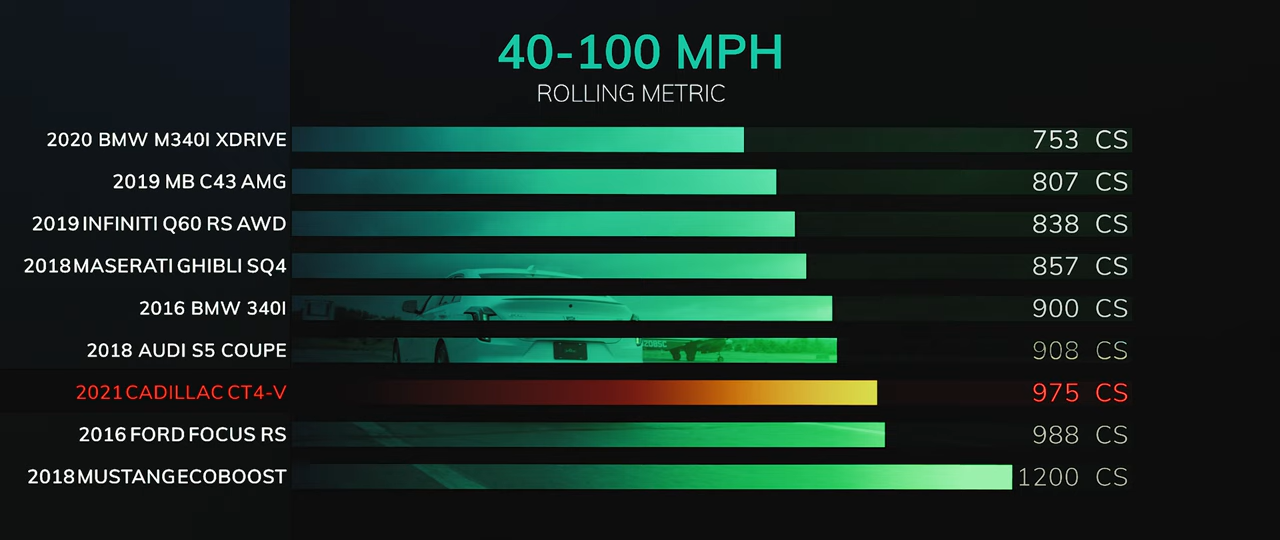 40-100 MPH
ROLLING METRIC
2020 BMW M340I XDRIVE 753 CS
2019 MB C43 AMG 807 CS
2019 INFINITI Q60 RS AWD 838 CS
2018 MASERATI GHIBLI SQ4 857 CS
2016 BMW 340I 900 CS
2018 AUDI S5 COUPE 908 CS
2021 CADILLAC CT4-V 975 CS
2016 FORD FOCUS RS 988 CS
2018 MUSTANG ECOBOOST 1200 CS